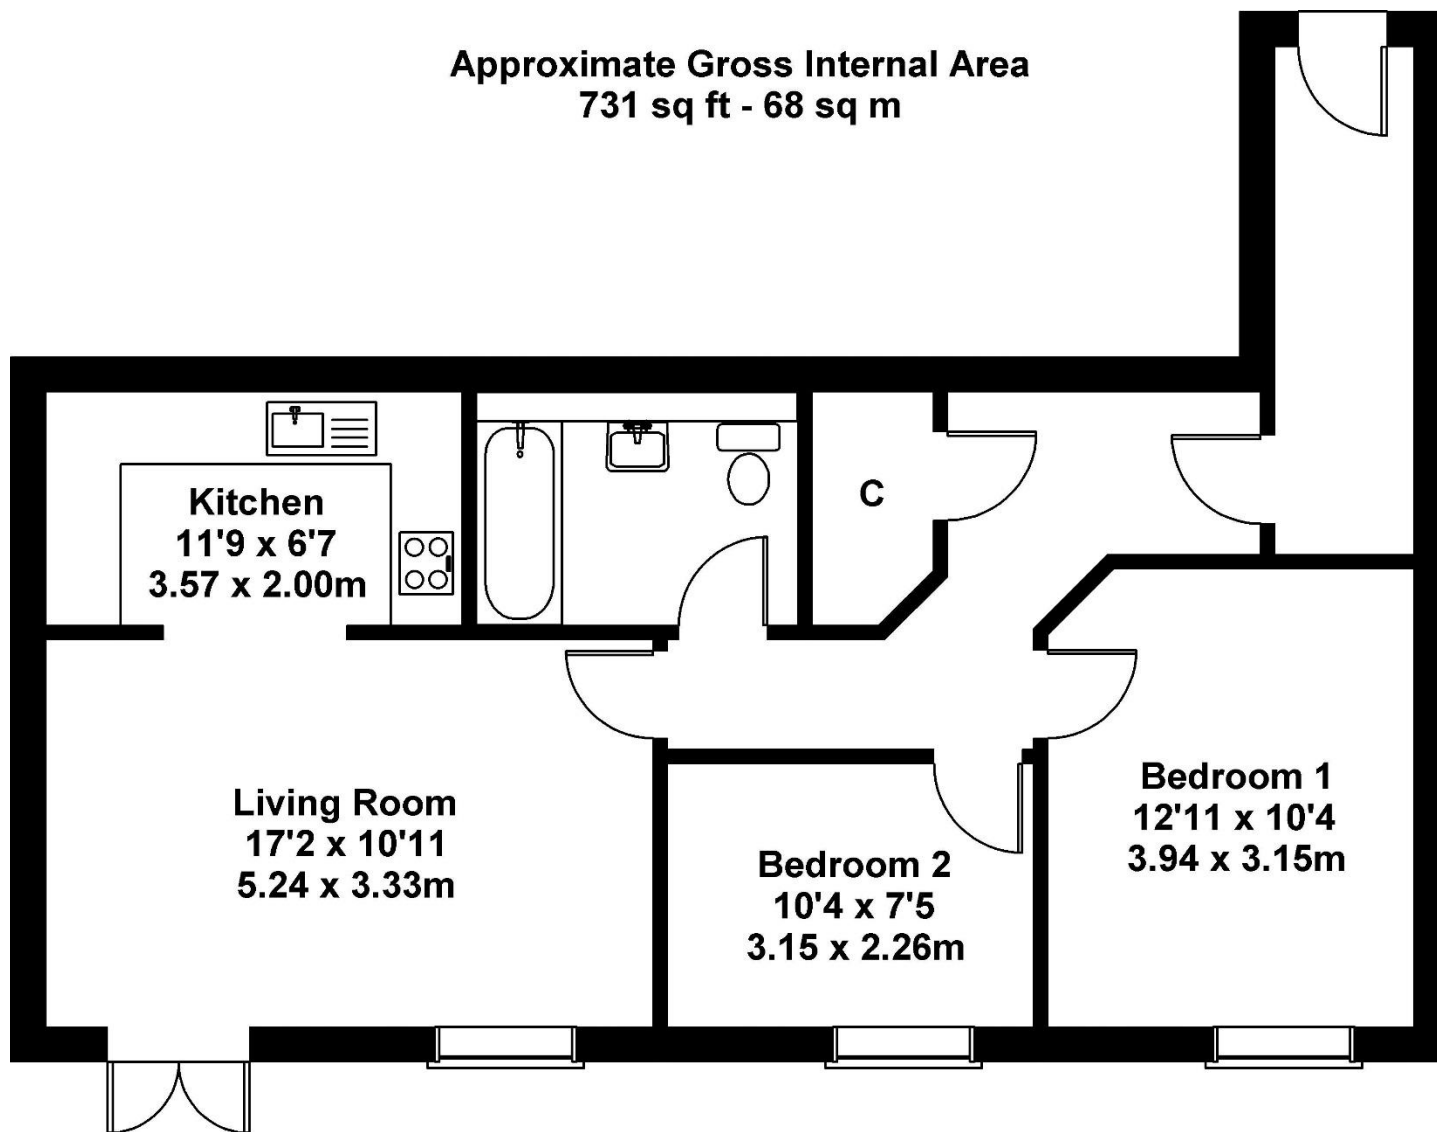 Approximate Gross Internal Area
731 sq ft - 68 sq m
Kitchen
11'9 x 6'7
3.57 x 2.00m
C
Living Room
17'2 x 10'11
5.24 x 3.33m
Bedroom 2
10'4 x 7'5
3.15 x 2.26m
Bedroom 1
12'11 x 10'4
3.94 x 3.15m